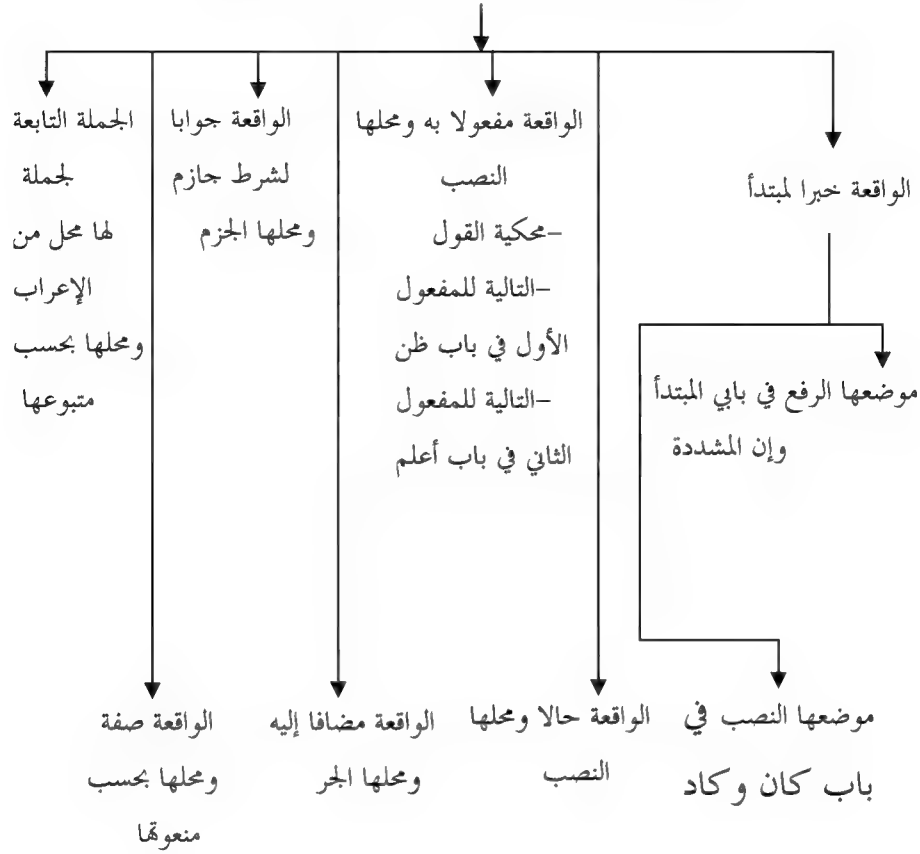 الواقعة خبرا لمبتدأ
موضعها الرفع في بابي المبتدأ
وإن المشددة
موضعها النصب في
باب كان وكاد
الواقعة حالا ومحلها
النصب
الواقعة مفعولا به ومحلها
النصب
–محكية القول
–التالية للمفعول
الأول في باب ظن
–التالية للمفعول
الثاني في باب أعلم
الواقعة مضافا إليه
ومحلها الجر
الواقعة جوابا
لشرط جازم
ومحلها الجزم
الواقعة صفة
ومحلها بحسب
منعوتها
الجملة التابعة
لجملة
لها محل من
الإعراب
ومحلها بحسب
متبوعها